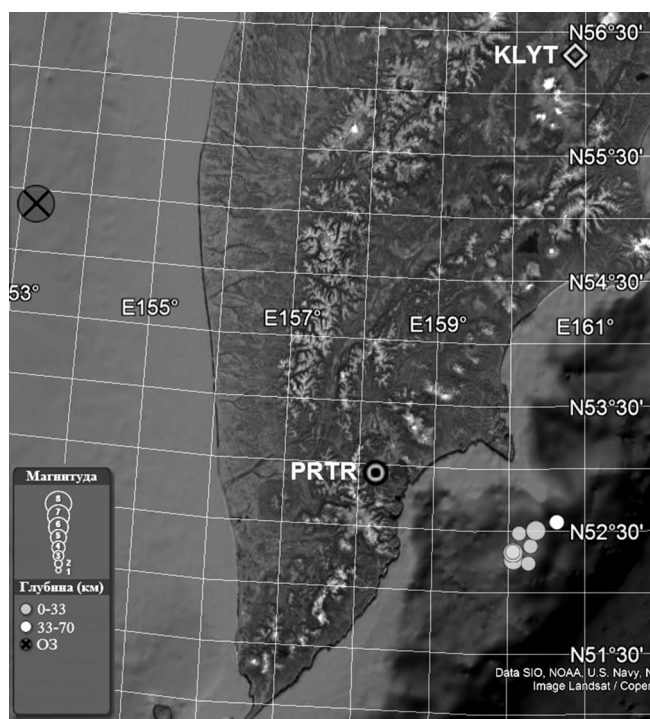 N56°30'
KLYT
N55°30'
N54°30'
53°
E155°
E157°
E159°
E161°
N53°30'
PRTR
Магнитуда
8
7
6
5
4
3
2
1
Глубина (км)
0-33
33-70
ОЗ
N52°30'
N51°30'
Data SIO, NOAA, U.S. Navy, N
Image Landsat / Coper